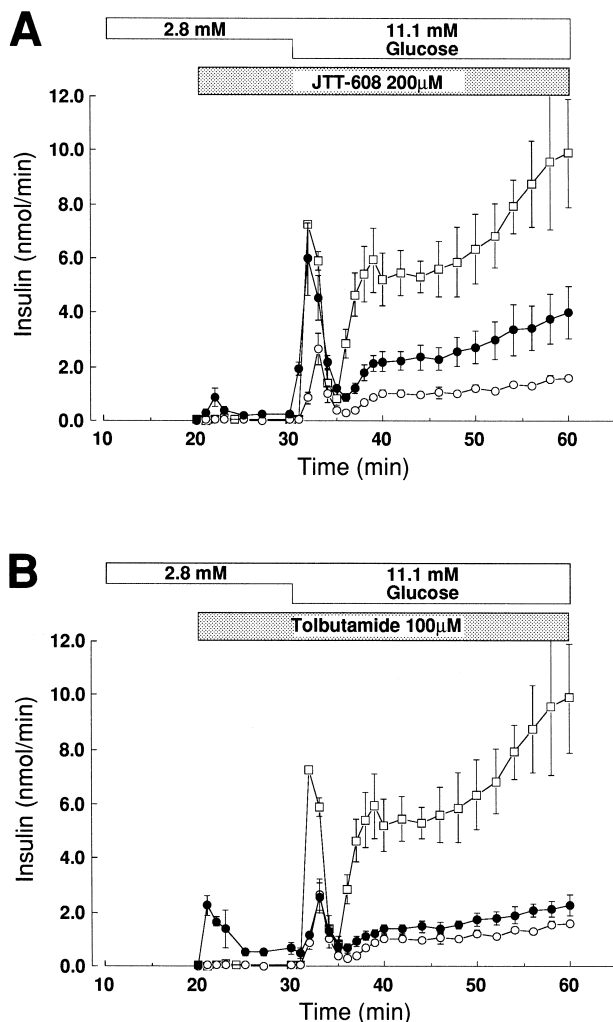 A
2.8 mM
11.1 mM
Glucose
JTT-608 200μM
12.0
10.0
8.0
6.0
4.0
2.0
0.0
Insulin (nmol/min)
10 20 30 40 50 60
Time (min)
B
2.8 mM
11.1 mM
Glucose
Tolbutamide 100μM
12.0
10.0
8.0
6.0
4.0
2.0
0.0
Insulin (nmol/min)
10 20 30 40 50 60
Time (min)